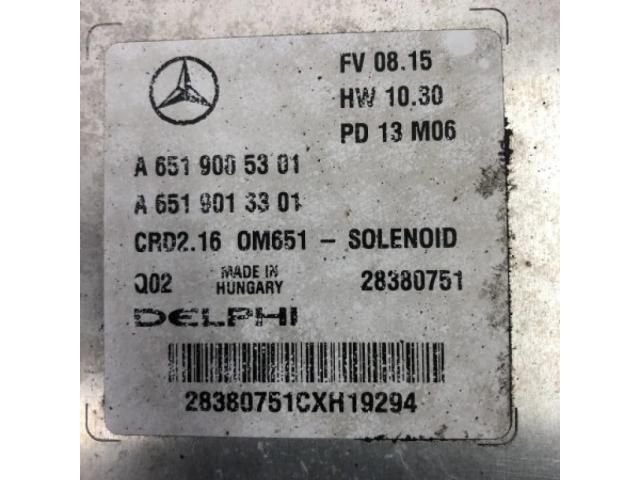 FV 08.15
HW 10.30
PD 13 M06
A 651 900 53 01
A 651 901 33 01
CRD2.16 OM651 - SOLENOID
Q02 MADE IN HUNGARY 28380751
DELPHI
28380751CXH19294